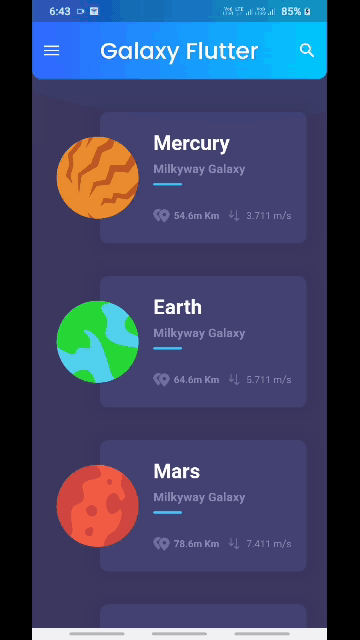 6:43 85%
Galaxy Flutter
Mercury
Milkyway Galaxy
54.6m Km 3.711 m/s
Earth
Milkyway Galaxy
64.6m Km 5.711 m/s
Mars
Milkyway Galaxy
78.6m Km 7.411 m/s